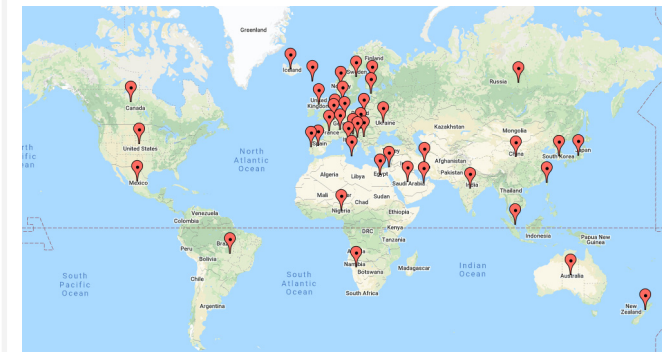 Greenland
Iceland
Finland
Sweden
Russia
Canada
United Kingdom
Ukraine
Kazakhstan
Mongolia
United States
France
Spain
North
Atlantic
Ocean
Afghanistan
China
South Korea
Japan
Mexico
Algeria
Libya
Egypt
Saudi Arabia
Pakistan
India
Thailand
Mali
Chad
Sudan
Nigeria
Ethiopia
Venezuela
Colombia
DRC
Kenya
Tanzania
Indonesia
Papua New
Guinea
Peru
Brazil
Bolivia
Namibia
Botswana
Madagascar
South
Pacific
Ocean
Chile
South
Atlantic
Ocean
Indian
Ocean
Australia
South Africa
Argentina
New
Zealand